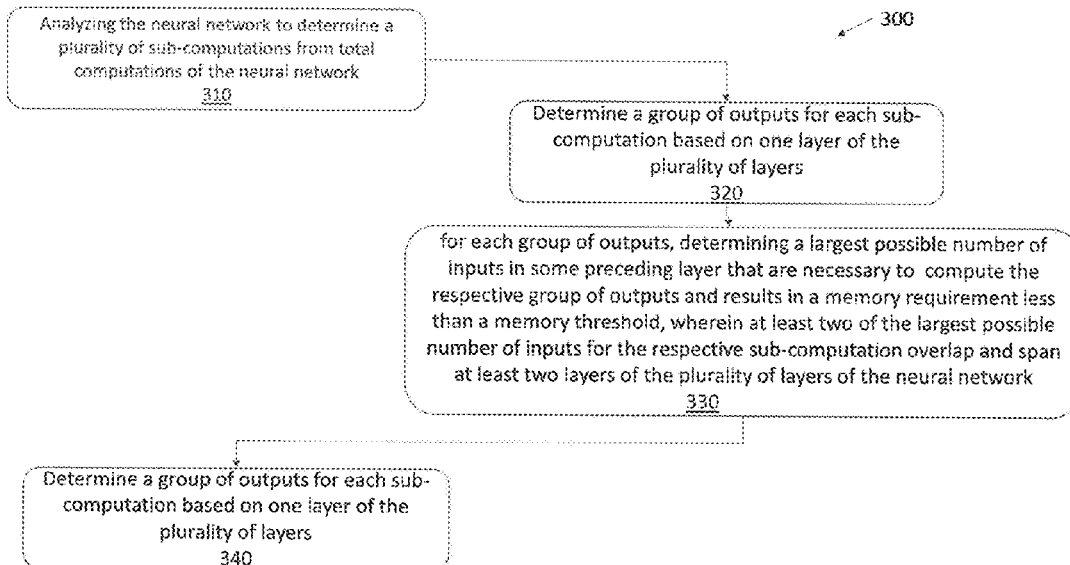 300
Analyzing the neural network to determine a
plurality of sub-computations from total
computations of the neural network
310
Determine a group of outputs for each sub-
computation based on one layer of the
plurality of layers
320
for each group of outputs, determining a largest possible number of
inputs in some preceding layer that are necessary to compute the
respective group of outputs and results in a memory requirement less
than a memory threshold, wherein at least two of the largest possible
number of inputs for the respective sub-computation overlap and span
at least two layers of the plurality of layers of the neural network
330
Determine a group of outputs for each sub-
computation based on one layer of the
plurality of layers
340